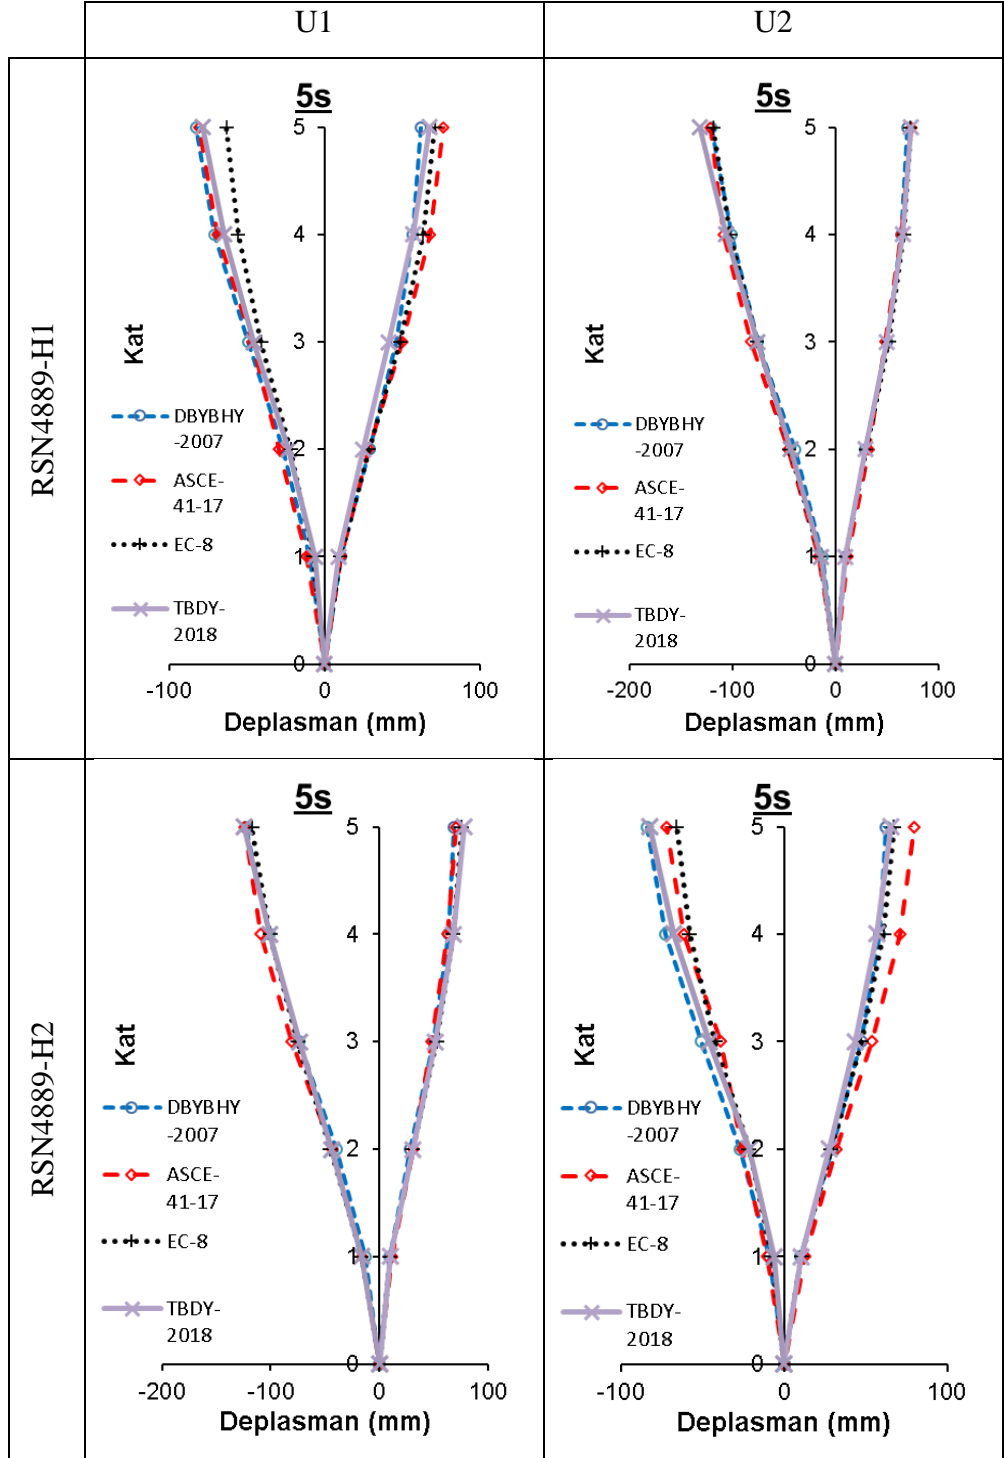 U1
U2
RSN4889-H1
5s
5
4
3
2
1
0
Kat
DBYBHY
-2007
ASCE-
41-17
EC-8
TBDY-
2018
-100
0
100
Deplasman (mm)
5s
5
4
3
2
1
0
Kat
DBYBHY
-2007
ASCE-
41-17
EC-8
TBDY-
2018
-200
-100
0
100
Deplasman (mm)
RSN4889-H2
5s
5
4
3
2
1
0
Kat
DBYBHY
-2007
ASCE-
41-17
EC-8
TBDY-
2018
-200
-100
0
100
Deplasman (mm)
5s
5
4
3
2
1
0
Kat
DBYBHY
-2007
ASCE-
41-17
EC-8
TBDY-
2018
-100
0
100
Deplasman (mm)